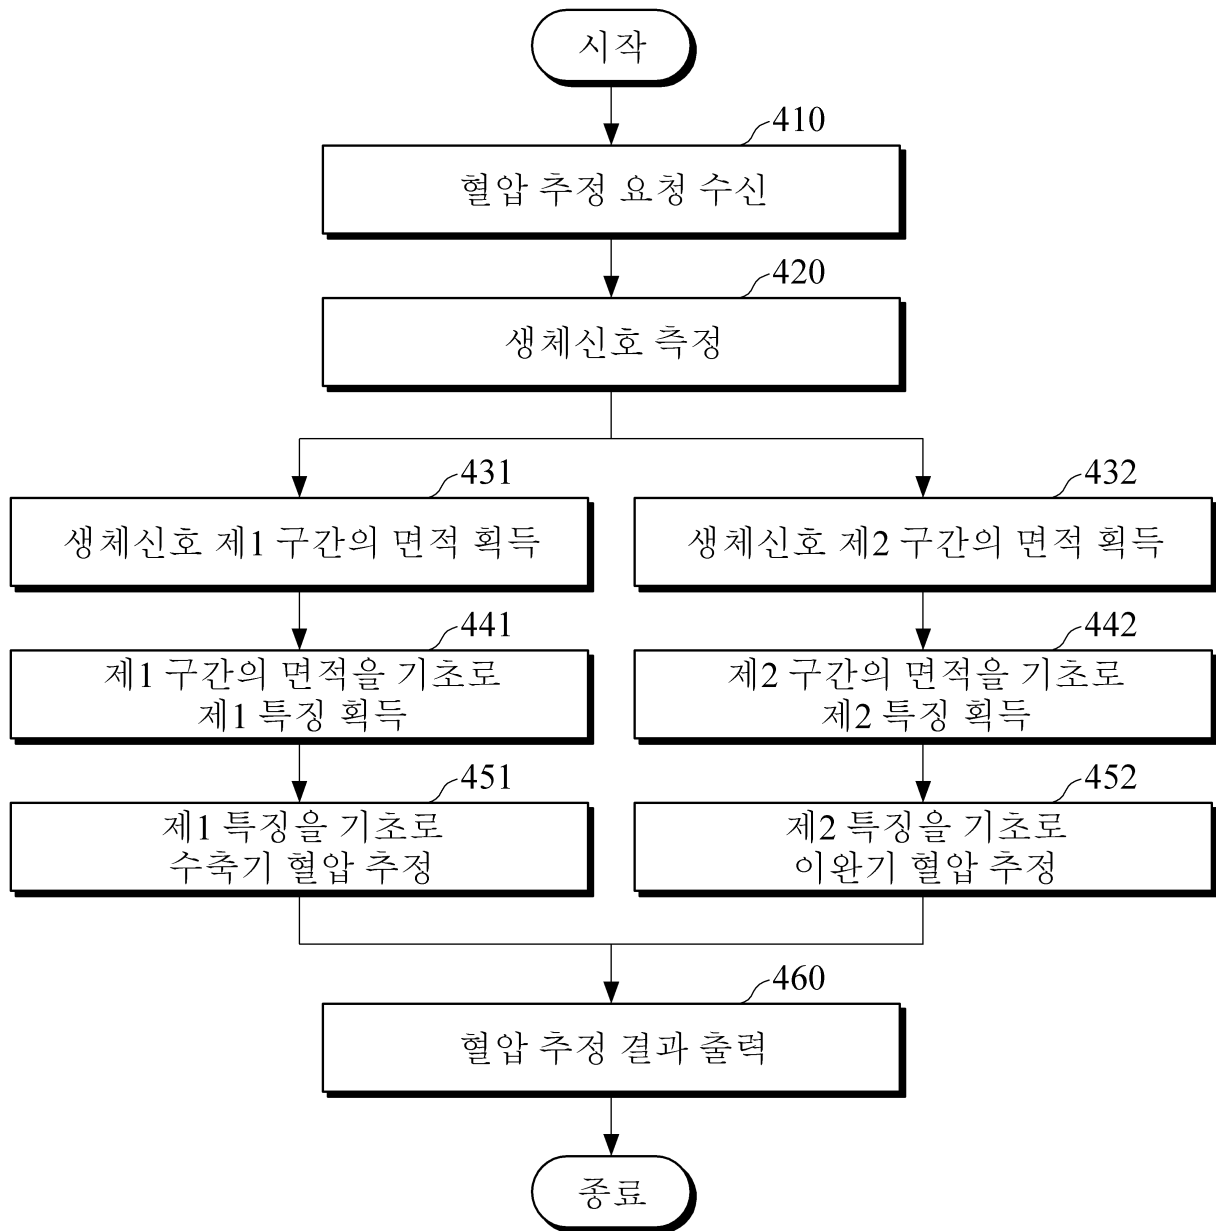 시작
410
혈압 추정 요청 수신
420
생체신호 측정
431
생체신호 제1 구간의 면적 획득
432
생체신호 제2 구간의 면적 획득
441
제1 구간의 면적을 기초로
제1 특징 획득
442
제2 구간의 면적을 기초로
제2 특징 획득
451
제1 특징을 기초로
수축기 혈압 추정
452
제2 특징을 기초로
이완기 혈압 추정
460
혈압 추정 결과 출력
종료